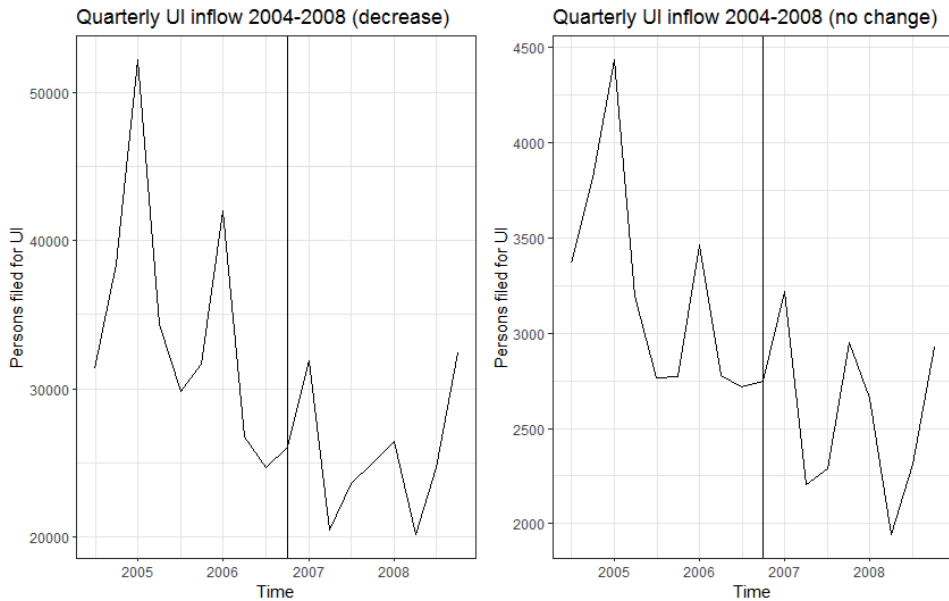 Quarterly UI inflow 2004-2008 (decrease)
50000
40000
30000
20000
Persons filed for UI
2005 2006 2007 2008
Time
Quarterly UI inflow 2004-2008 (no change)
4500
4000
3500
3000
2500
2000
Persons filed for UI
2005 2006 2007 2008
Time